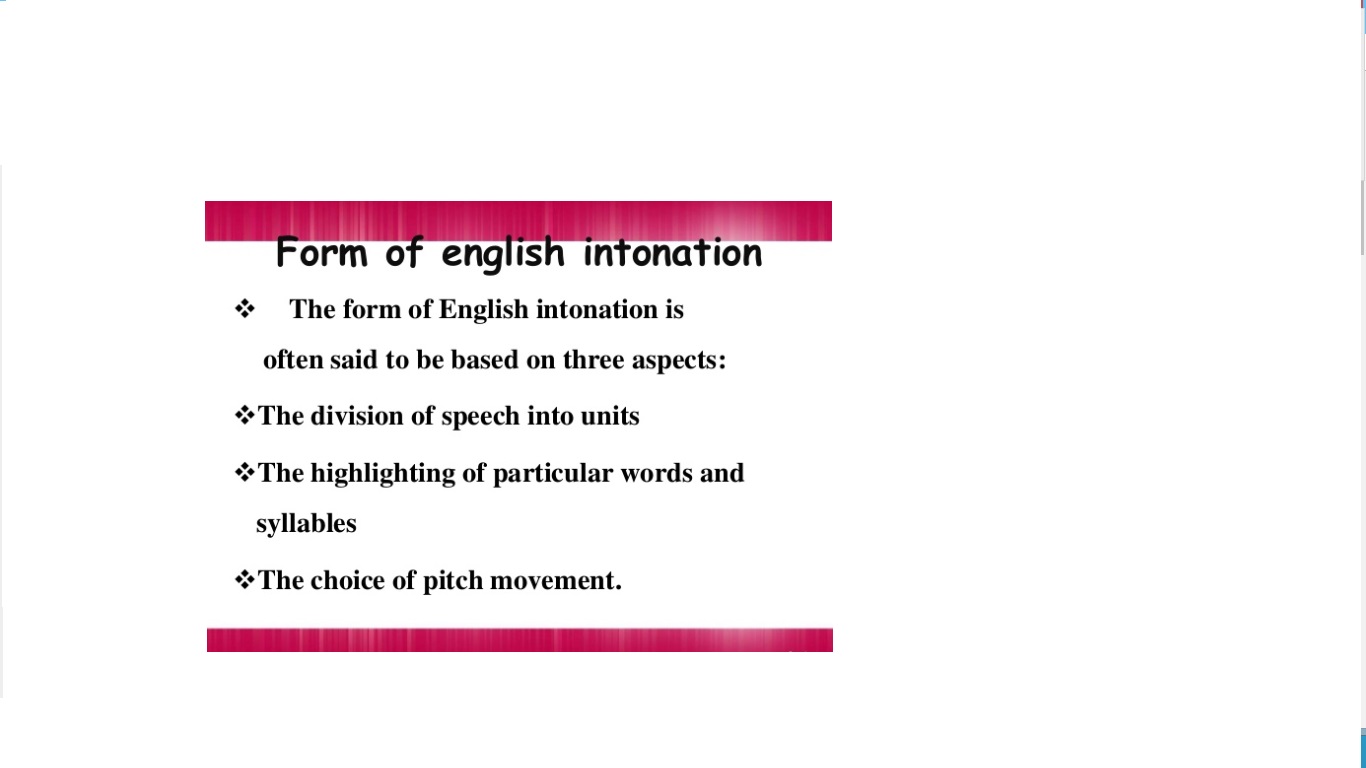 Form of english intonation
❖ The form of English intonation is
often said to be based on three aspects:
❖The division of speech into units
❖The highlighting of particular words and
syllables
❖The choice of pitch movement.